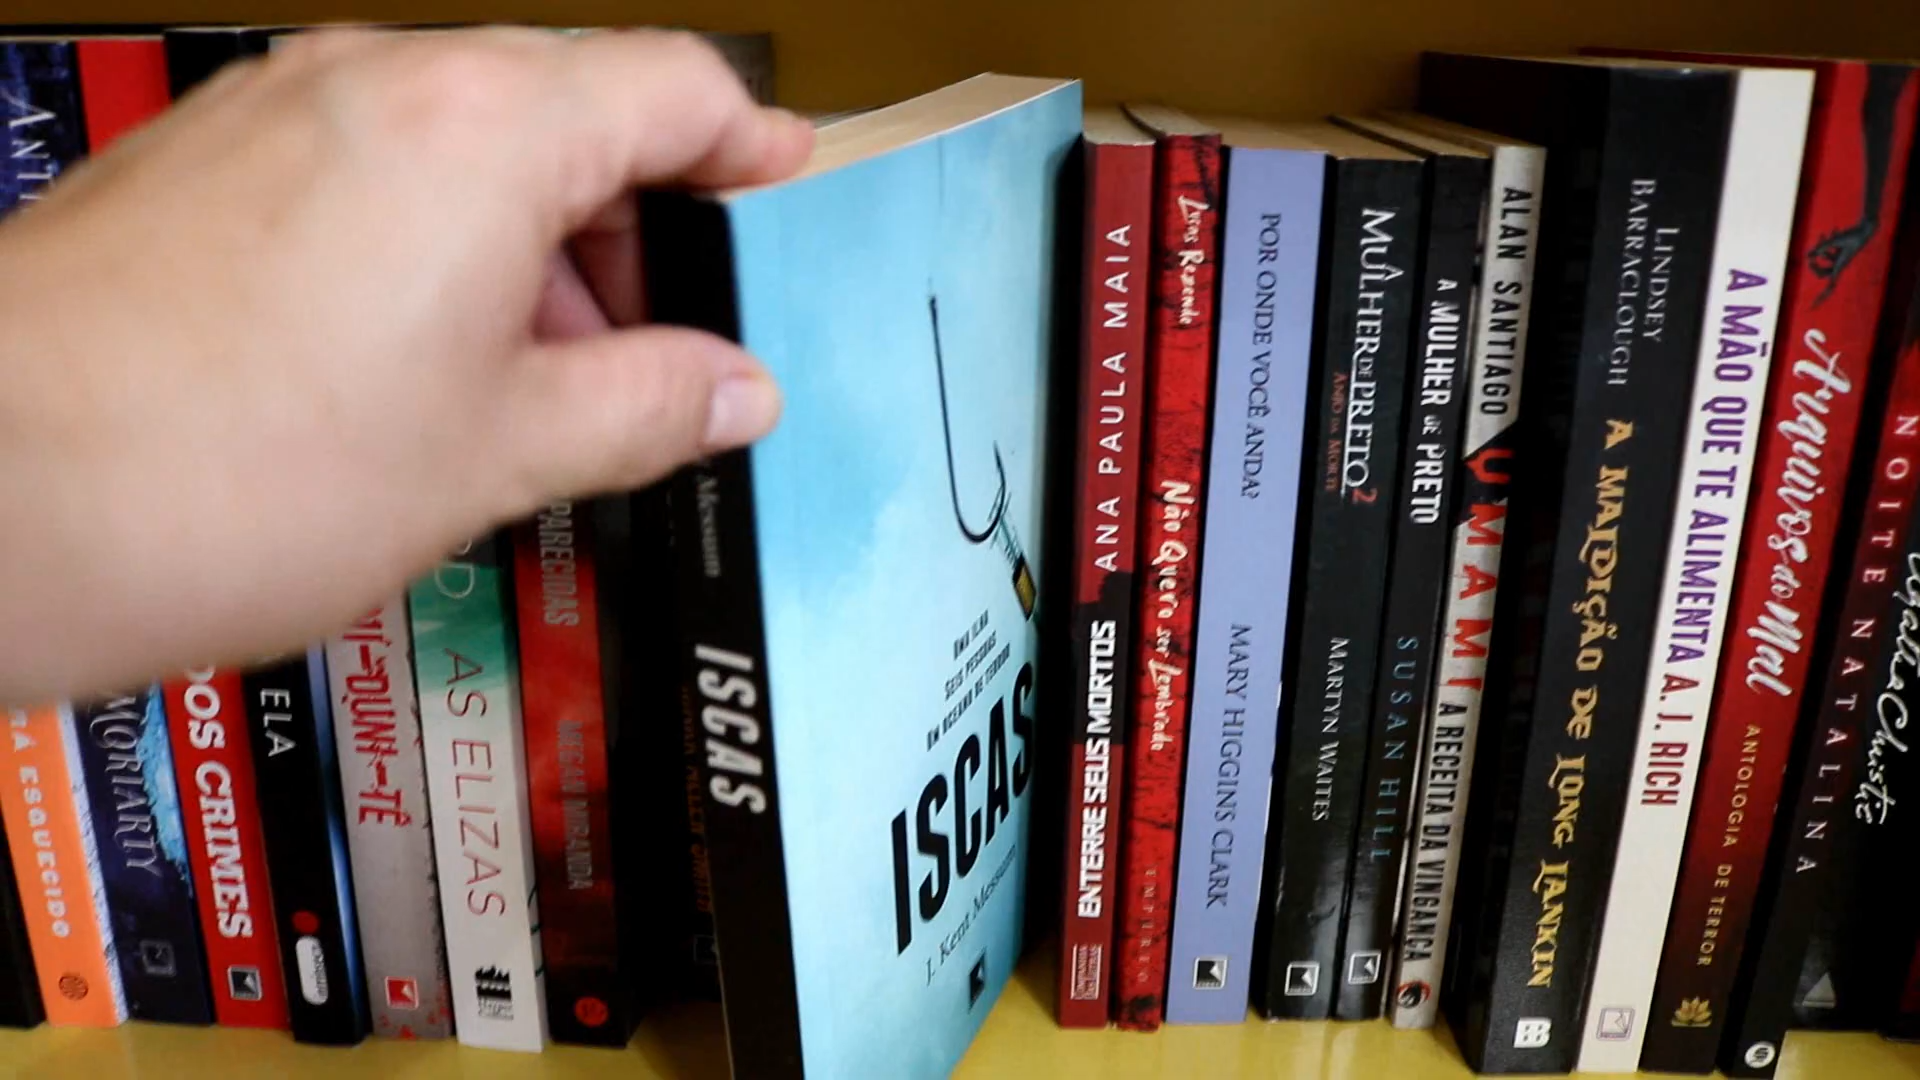 ANT
ESQUECIDO
MORIARTY
DOS CRIMES
ELA
AS ELIZAS
MEGAN MIRANDA
ISCAS
UMA ILHA
SEIS PESSOAS
UM OCEANO DE TERROR
ISCAS
J. Kent Messum
ANA PAULA MAIA
ENTERRE SEUS MORTOS
Lucas Rezende
Não Quero ser Lembrado
EMPÍREO
POR ONDE VOCÊ ANDA?
MARY HIGGINS CLARK
MULHER DE PRETO 2
ANJO DA MORTE
MARTYN WAITES
A MULHER DE PRETO
SUSAN HILL
ALAN SANTIAGO
UMAMI
A RECEITA DA VINGANÇA
LINDSEY
BARRACLOUGH
A MALDIÇÃO DE LONG LANKIN
A MÃO QUE TE ALIMENTA A. J. RICH
Arquivos do Mal
ANTOLOGIA DE TERROR
NOITE NATALINA
Agatha Christie